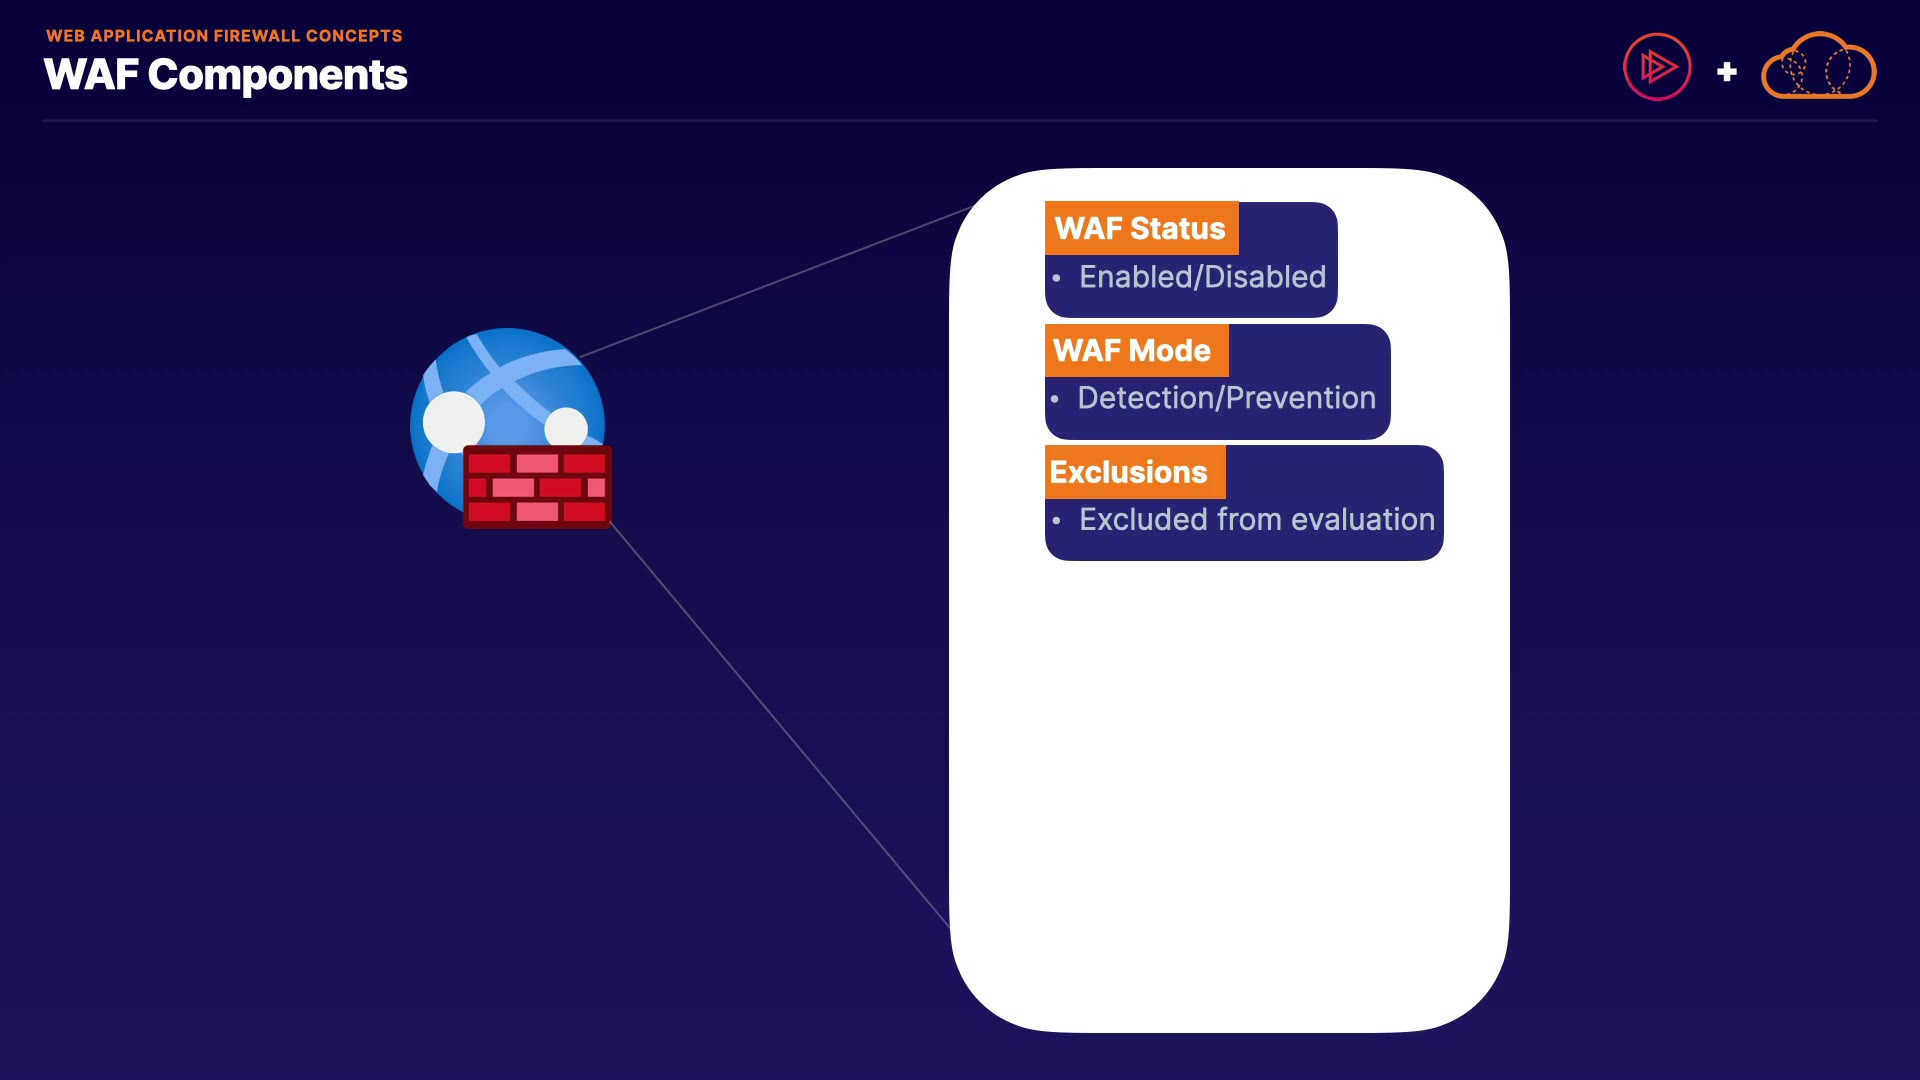 WEB APPLICATION FIREWALL CONCEPTS
WAF Components
WAF Status
• Enabled/Disabled
WAF Mode
• Detection/Prevention
Exclusions
• Excluded from evaluation